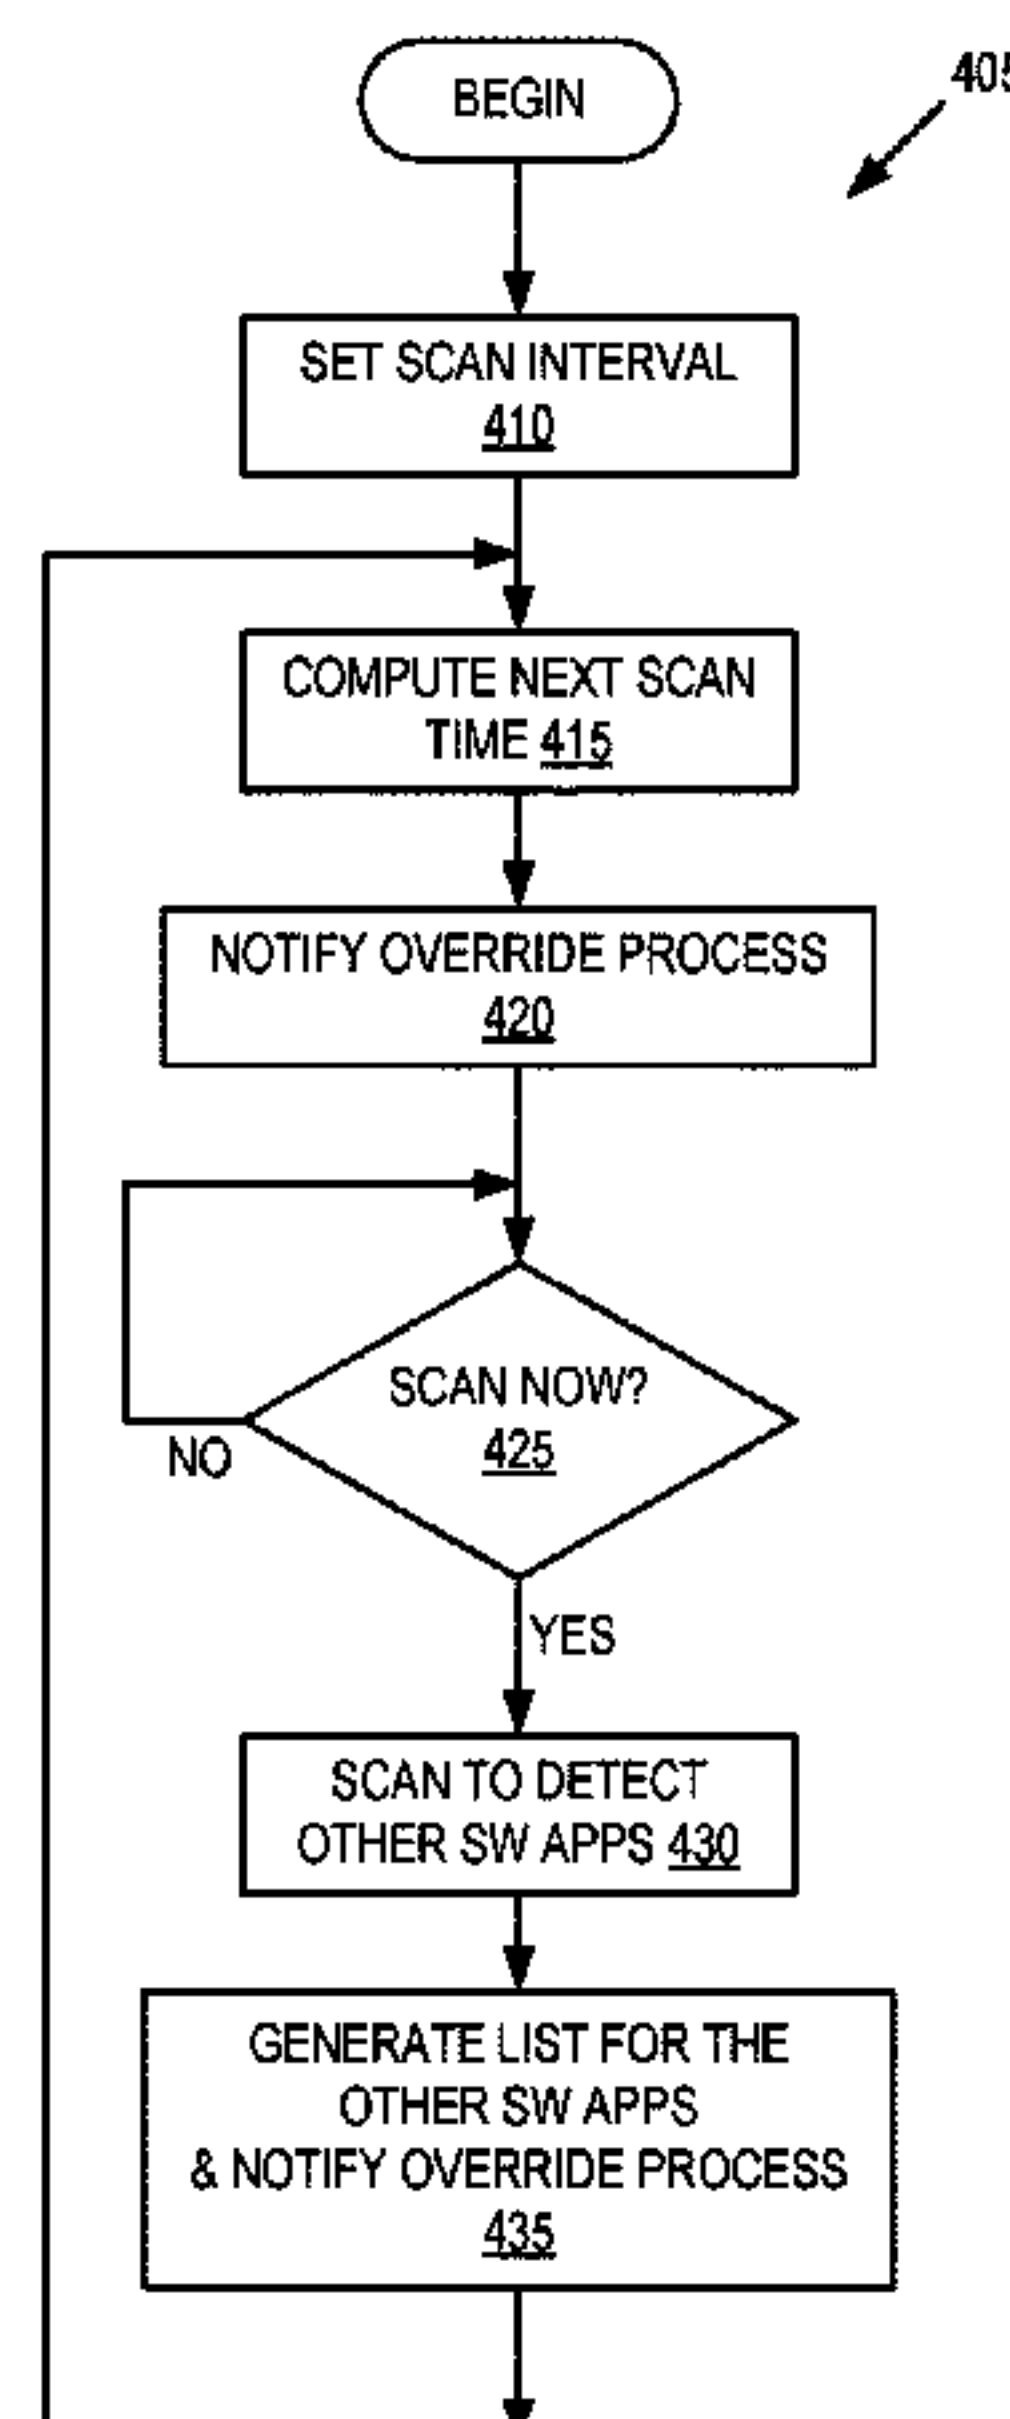 BEGIN
405
SET SCAN INTERVAL
410
COMPUTE NEXT SCAN
TIME 415
NOTIFY OVERRIDE PROCESS
420
SCAN NOW?
425
NO
YES
SCAN TO DETECT
OTHER SW APPS 430
GENERATE LIST FOR THE
OTHER SW APPS
& NOTIFY OVERRIDE PROCESS
435